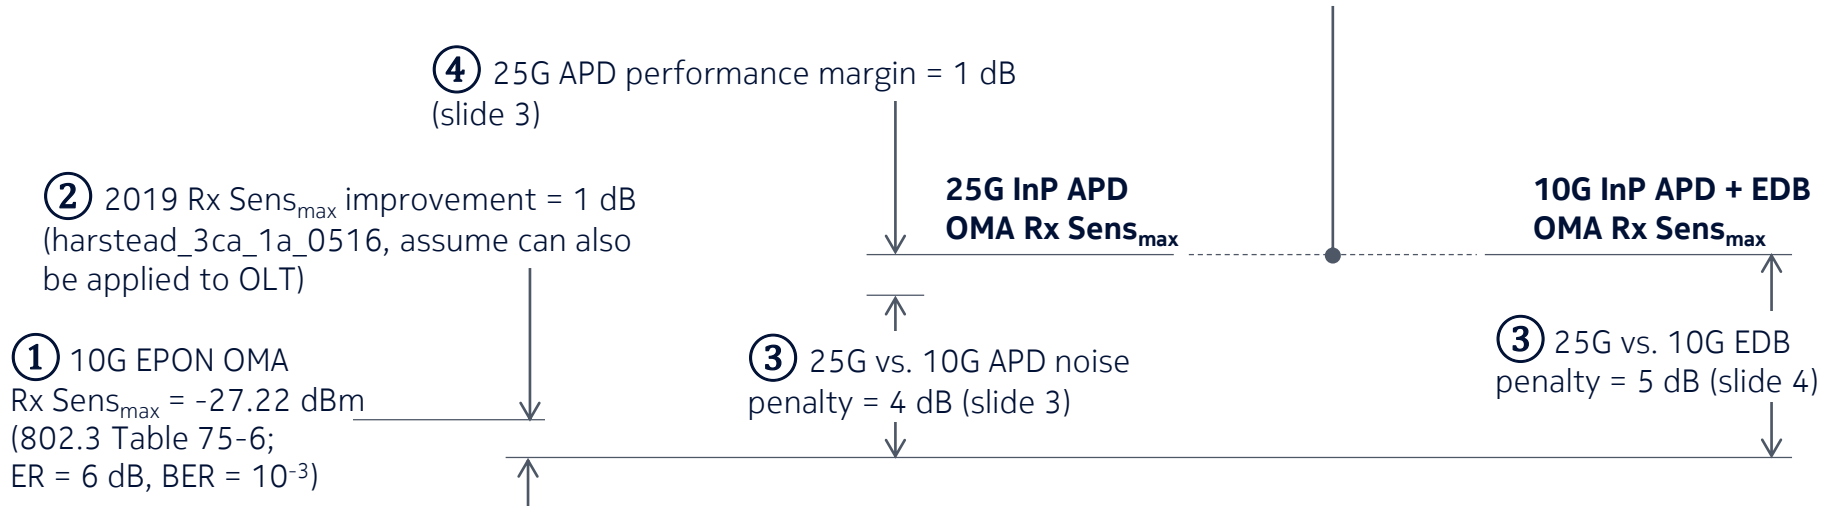 ④ 25G APD performance margin = 1 dB
(slide 3)
② 2019 Rx Sensmax improvement = 1 dB
(harstead_3ca_1a_0516, assume can also
be applied to OLT)
25G InP APD
OMA Rx Sensmax
10G InP APD + EDB
OMA Rx Sensmax
① 10G EPON OMA
Rx Sensmax = -27.22 dBm
(802.3 Table 75-6;
ER = 6 dB, BER = 10-3)
③ 25G vs. 10G APD noise
penalty = 4 dB (slide 3)
③ 25G vs. 10G EDB
penalty = 5 dB (slide 4)